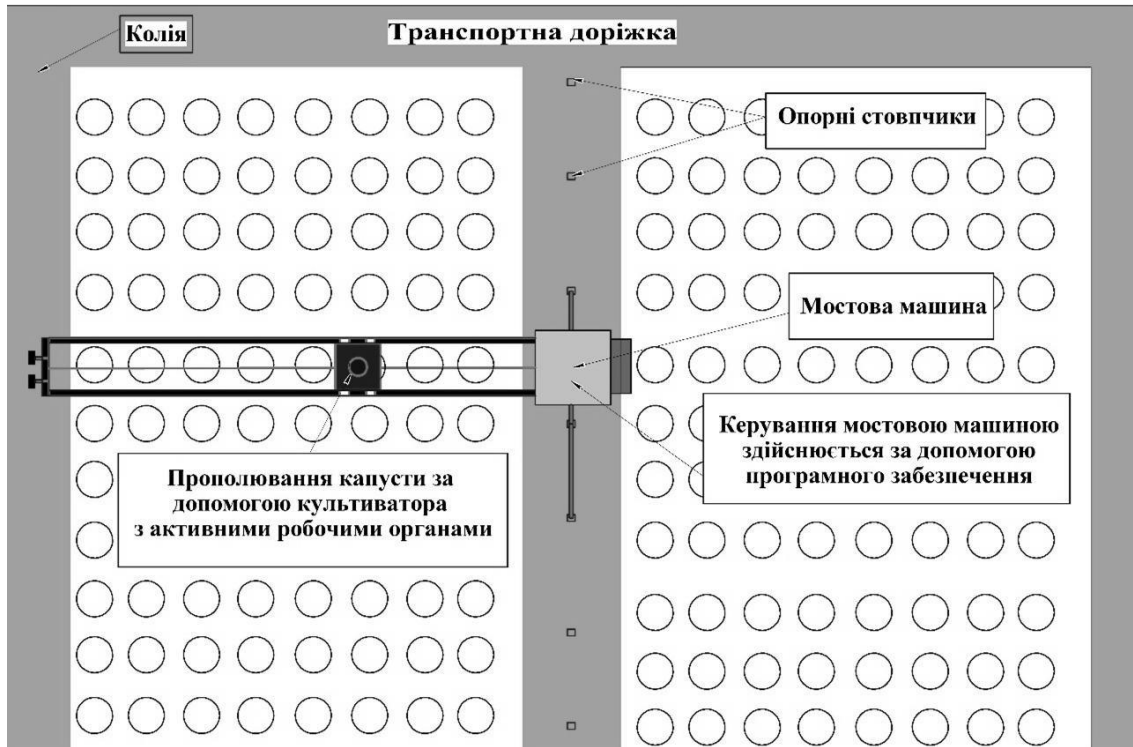 Колія
Транспортна доріжка
Опорні стовпчики
Мостова машина
Керування мостовою машиною
здійснюється за допомогою
програмного забезпечення
Прополювання капусти за
допомогою культиватора
з активними робочими органами